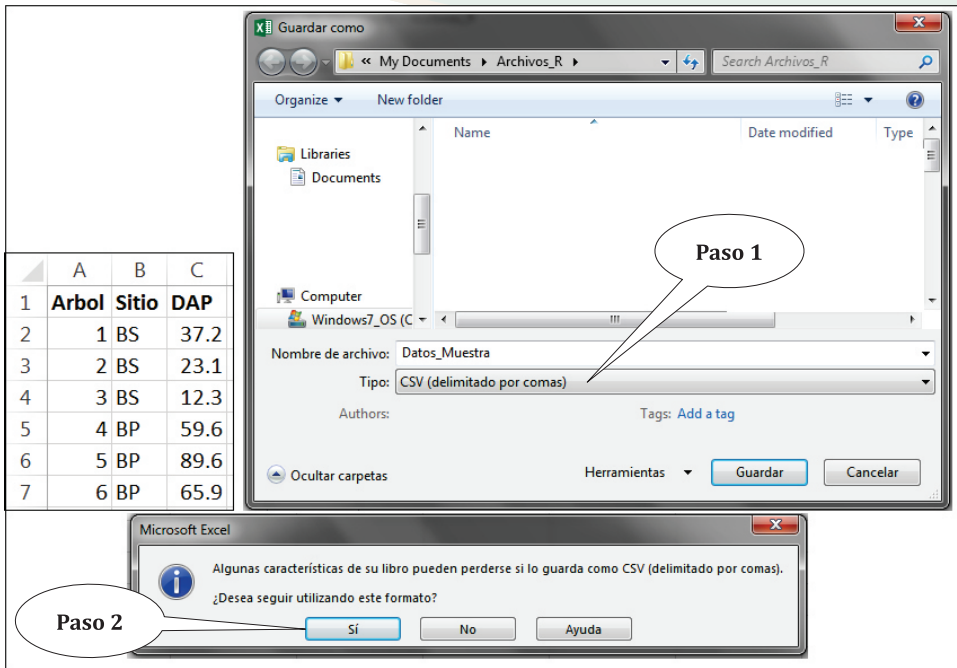 Guardar como
« My Documents Archivos_R
Search Archivos_R
Organize New folder
Name Date modified Type
Libraries
Documents
Computer
Windows7_OS (C
Paso 1
Nombre de archivo: Datos_Muestra
Tipo: CSV (delimitado por comas)
Authors: Tags: Add a tag
Ocultar carpetas Herramientas Guardar Cancelar
A B C
1 Arbol Sitio DAP
2 1 BS 37.2
3 2 BS 23.1
4 3 BS 12.3
5 4 BP 59.6
6 5 BP 89.6
7 6 BP 65.9
Microsoft Excel
Algunas características de su libro pueden perderse si lo guarda como CSV (delimitado por comas).
¿Desea seguir utilizando este formato?
Sí No Ayuda
Paso 2